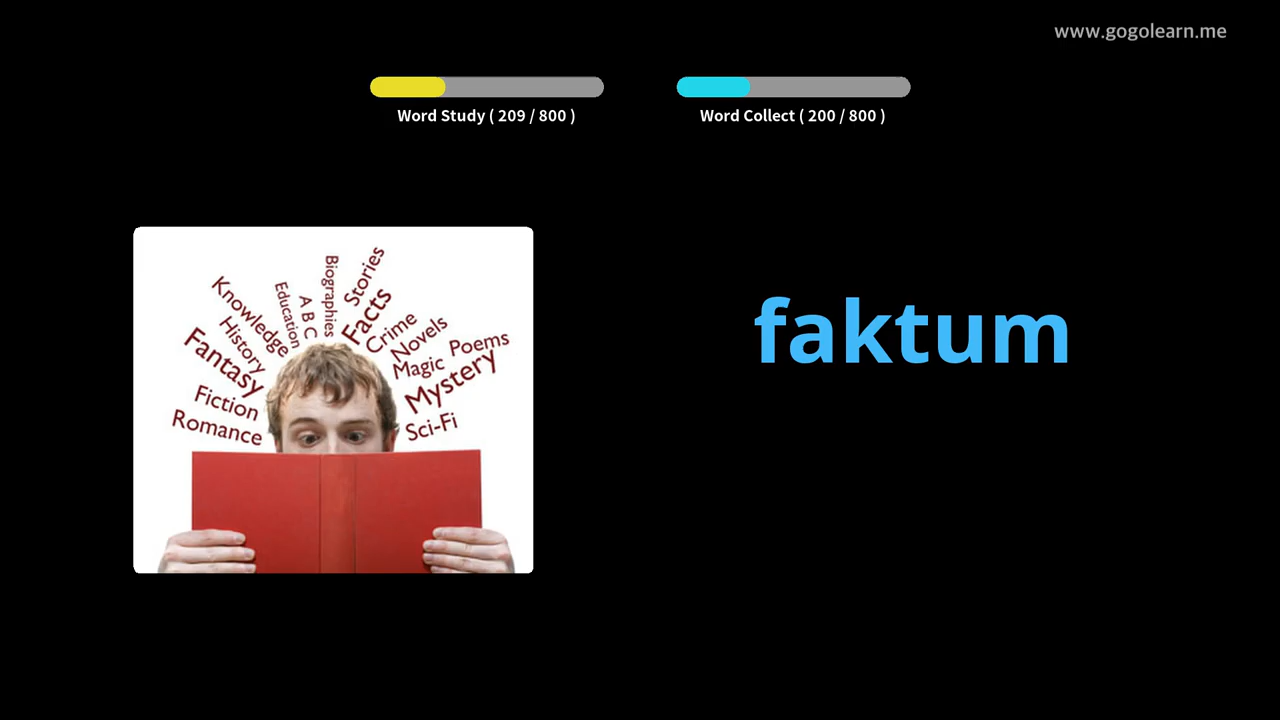 www.gogolearn.me
Word Study ( 209 / 800 )
Word Collect ( 200 / 800 )
faktum
Romance
Fiction
Fantasy
History
Knowledge
Education
A B C
Biographies
Stories
Facts
Crime
Novels
Magic
Poems
Mystery
Sci-Fi